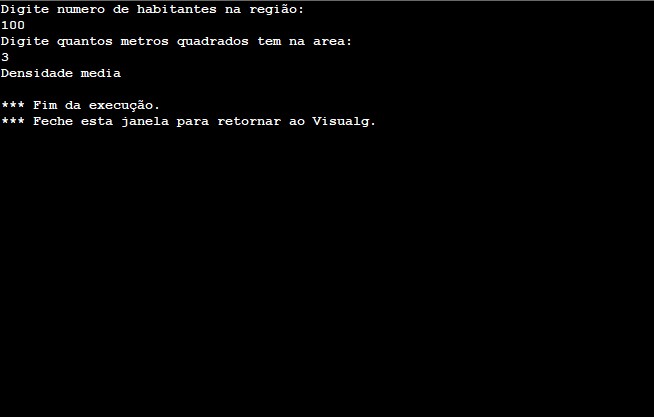 Digite numero de habitantes na região:
100
Digite quantos metros quadrados tem na area:
3
Densidade media
*** Fim da execução.
*** Feche esta janela para retornar ao Visualg.